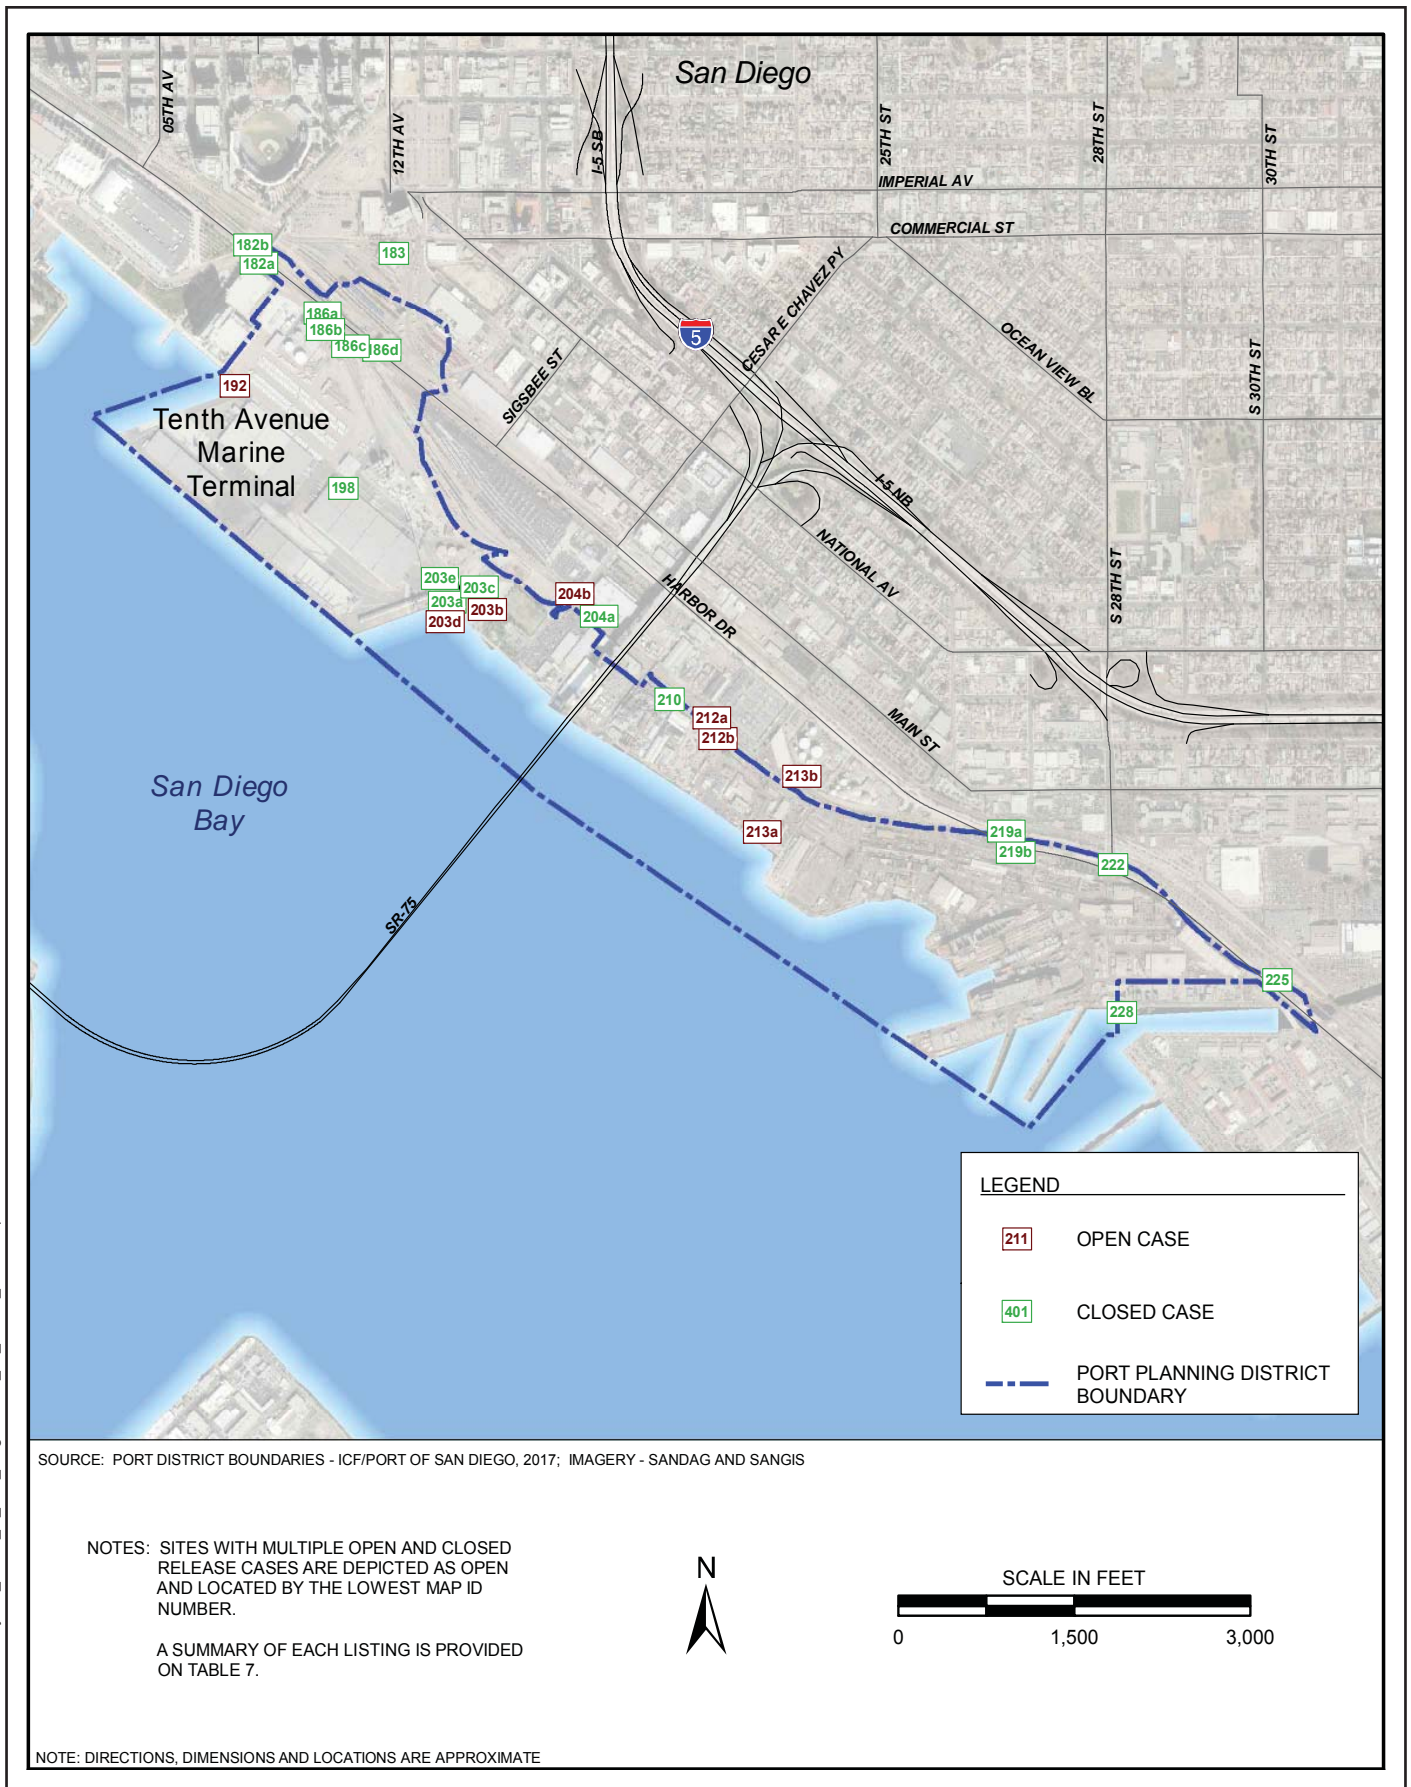 San Diego
05TH AV
12TH AV
I-5 SB
25TH ST
28TH ST
30TH ST
IMPERIAL AV
COMMERCIAL ST
182b
182a
183
CESAR E CHAVEZ PY
186a
186b
186c
186d
5
OCEAN VIEW BL
SIGSBEE ST
S 30TH ST
192
Tenth Avenue
Marine
Terminal
198
I-5 NB
NATIONAL AV
S 28TH ST
HARBOR DR
203e
203c
203a
203b
203d
204b
204a
210
212a
212b
MAIN ST
213b
San Diego
Bay
213a
219a
219b
222
SR-75
225
228
LEGEND
211 OPEN CASE
401 CLOSED CASE
PORT PLANNING DISTRICT
BOUNDARY
SOURCE: PORT DISTRICT BOUNDARIES - ICF/PORT OF SAN DIEGO, 2017; IMAGERY - SANDAG AND SANGIS
NOTES: SITES WITH MULTIPLE OPEN AND CLOSED
RELEASE CASES ARE DEPICTED AS OPEN
AND LOCATED BY THE LOWEST MAP ID
NUMBER.
A SUMMARY OF EACH LISTING IS PROVIDED
ON TABLE 7.
N
SCALE IN FEET
0 1,500 3,000
NOTE: DIRECTIONS, DIMENSIONS AND LOCATIONS ARE APPROXIMATE